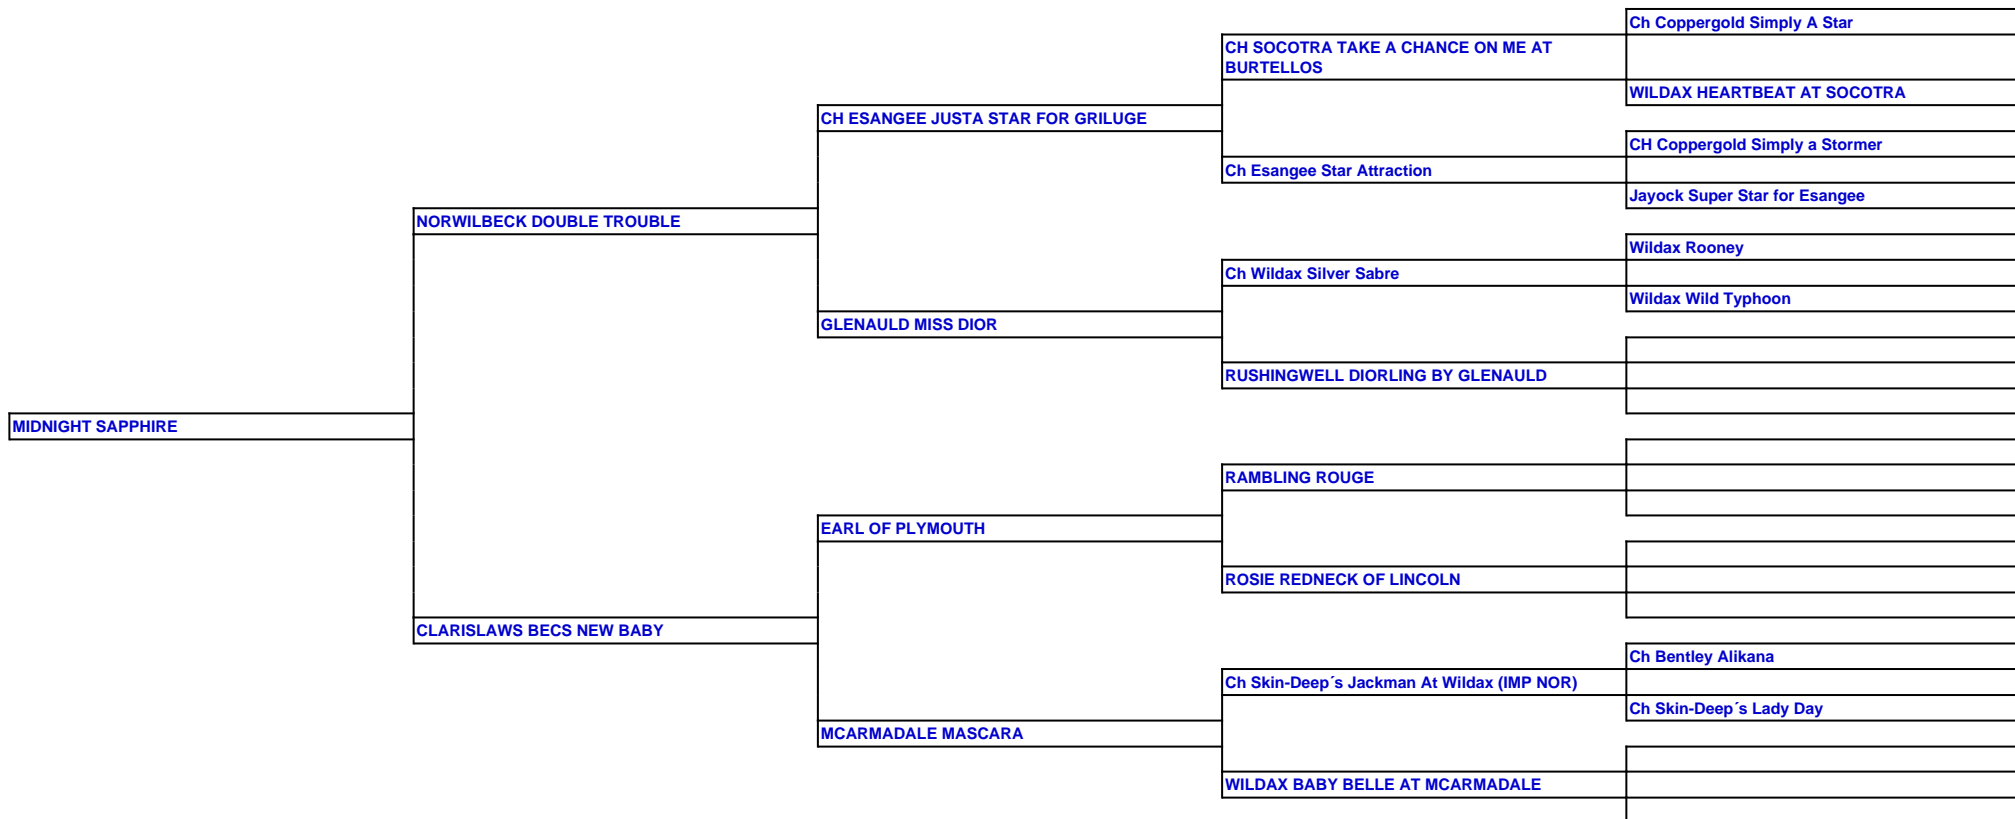 Ch Coppergold Simply A Star
CH SOCOTRA TAKE A CHANCE ON ME AT
BURTELLOS
WILDAX HEARTBEAT AT SOCOTRA
CH ESANGEE JUSTA STAR FOR GRILUGE
CH Coppergold Simply a Stormer
Ch Esangee Star Attraction
Jayock Super Star for Esangee
NORWILBECK DOUBLE TROUBLE
Wildax Rooney
Ch Wildax Silver Sabre
Wildax Wild Typhoon
GLENAULD MISS DIOR
RUSHINGWELL DIORLING BY GLENAULD
MIDNIGHT SAPPHIRE
RAMBLING ROUGE
EARL OF PLYMOUTH
ROSIE REDNECK OF LINCOLN
CLARISLAWS BECS NEW BABY
Ch Bentley Alikana
Ch Skin-Deep´s Jackman At Wildax (IMP NOR)
Ch Skin-Deep´s Lady Day
MCARMADALE MASCARA
WILDAX BABY BELLE AT MCARMADALE